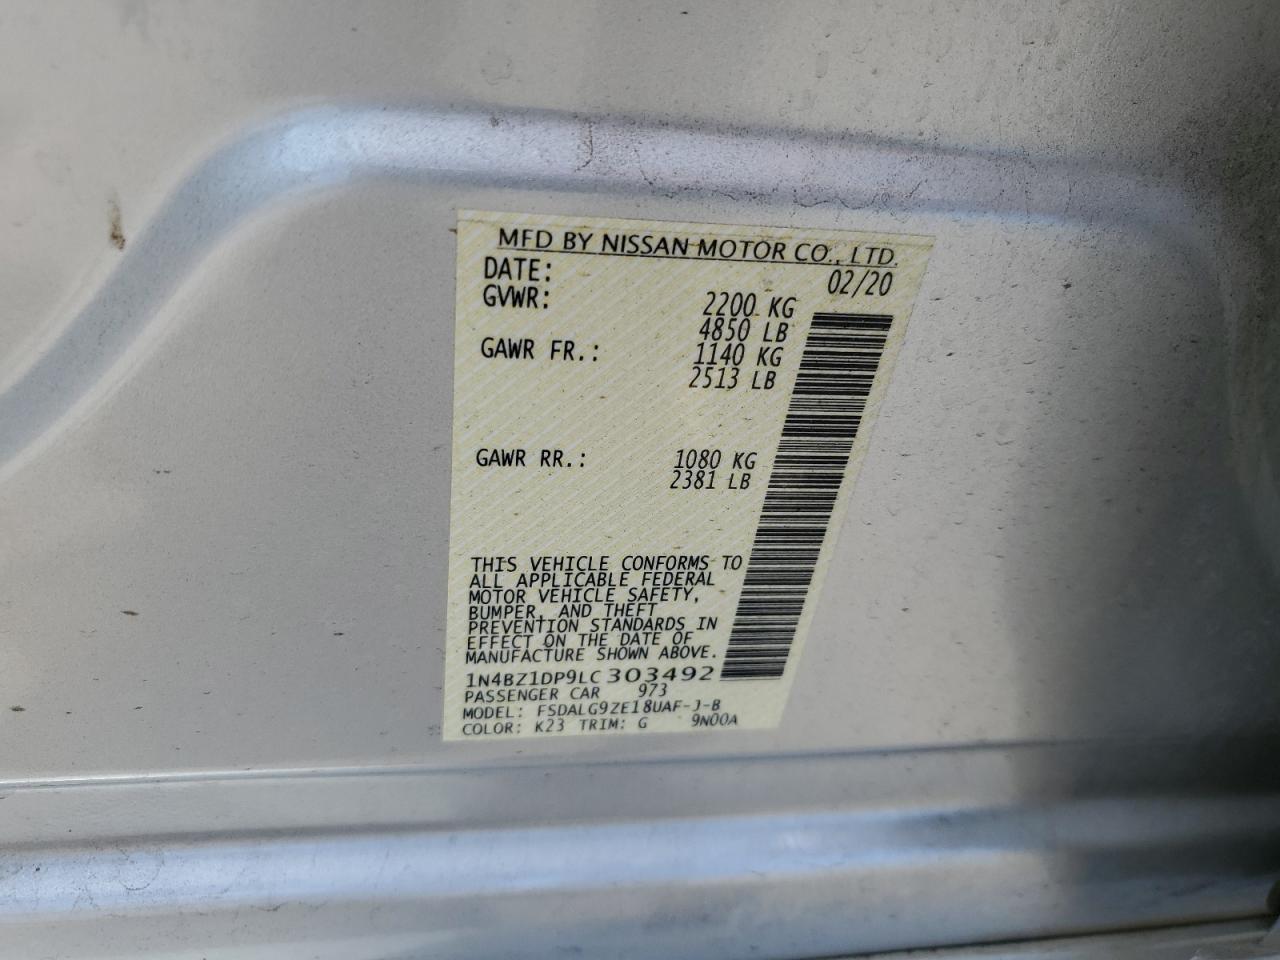 MFD BY NISSAN MOTOR CO., LTD.
DATE: 02/20
GVWR: 2200 KG
4850 LB
GAWR FR.: 1140 KG
2513 LB
GAWR RR.: 1080 KG
2381 LB
THIS VEHICLE CONFORMS TO
ALL APPLICABLE FEDERAL
MOTOR VEHICLE SAFETY,
BUMPER, AND THEFT
PREVENTION STANDARDS IN
EFFECT ON THE DATE OF
MANUFACTURE SHOWN ABOVE.
1N4BZ1DP9LC303492
PASSENGER CAR 973
MODEL: FSDALG9ZE18UAF-J-B
COLOR: K23 TRIM: G 9N00A